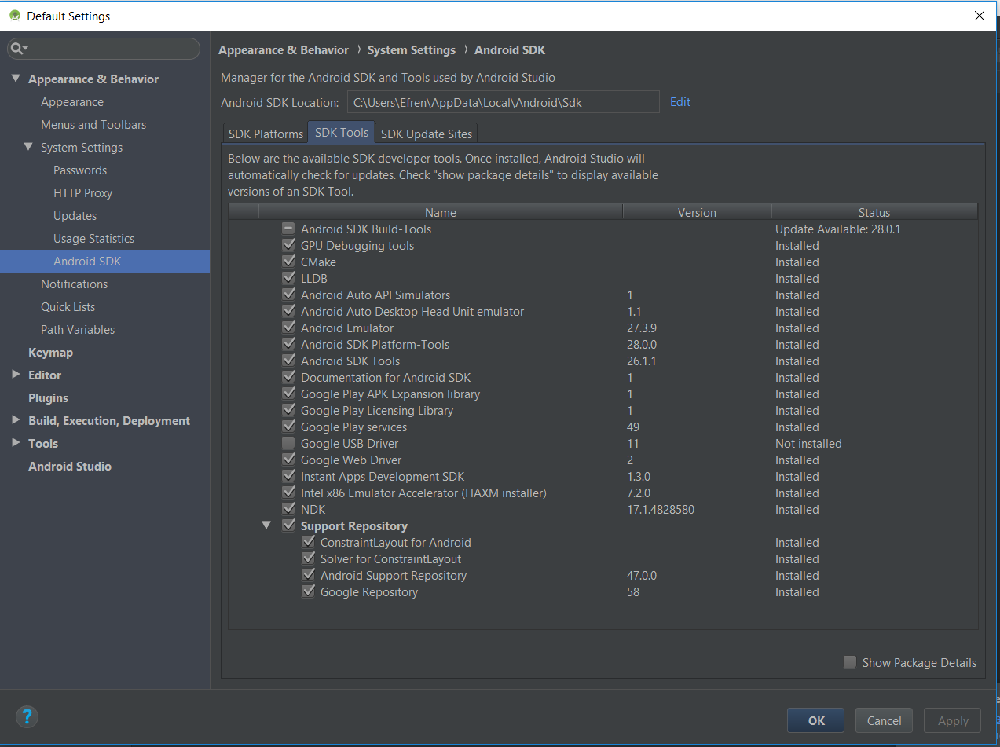 Default Settings
Appearance & Behavior
Appearance
Menus and Toolbars
System Settings
Passwords
HTTP Proxy
Updates
Usage Statistics
Android SDK
Notifications
Quick Lists
Path Variables
Keymap
Editor
Plugins
Build, Execution, Deployment
Tools
Android Studio
Appearance & Behavior › System Settings › Android SDK
Manager for the Android SDK and Tools used by Android Studio
Android SDK Location: C:\Users\Efren\AppData\Local\Android\Sdk Edit
SDK Platforms SDK Tools SDK Update Sites
Below are the available SDK developer tools. Once installed, Android Studio will
automatically check for updates. Check "show package details" to display available
versions of an SDK Tool.
Name Version Status
Android SDK Build-Tools Update Available: 28.0.1
GPU Debugging tools Installed
CMake Installed
LLDB Installed
Android Auto API Simulators 1 Installed
Android Auto Desktop Head Unit emulator 1.1 Installed
Android Emulator 27.3.9 Installed
Android SDK Platform-Tools 28.0.0 Installed
Android SDK Tools 26.1.1 Installed
Documentation for Android SDK 1 Installed
Google Play APK Expansion library 1 Installed
Google Play Licensing Library 1 Installed
Google Play services 49 Installed
Google USB Driver 11 Not installed
Google Web Driver 2 Installed
Instant Apps Development SDK 1.3.0 Installed
Intel x86 Emulator Accelerator (HAXM installer) 7.2.0 Installed
NDK 17.1.4828580 Installed
Support Repository
ConstraintLayout for Android Installed
Solver for ConstraintLayout Installed
Android Support Repository 47.0.0 Installed
Google Repository 58 Installed
Show Package Details
? OK Cancel Apply